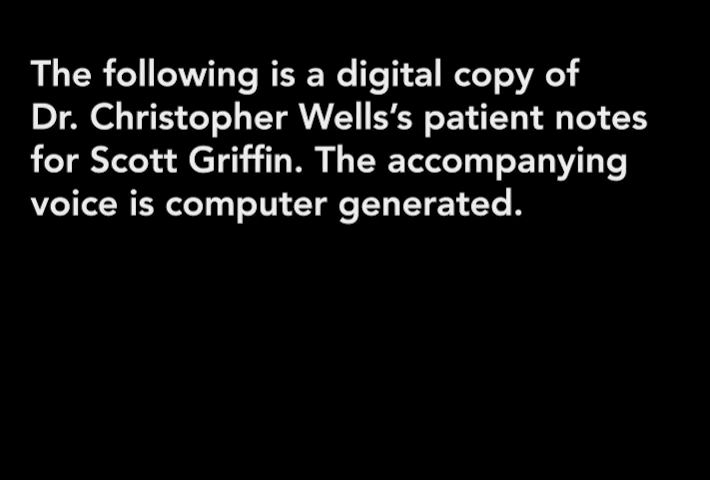 The following is a digital copy of
Dr. Christopher Wells’s patient notes
for Scott Griffin. The accompanying
voice is computer generated.